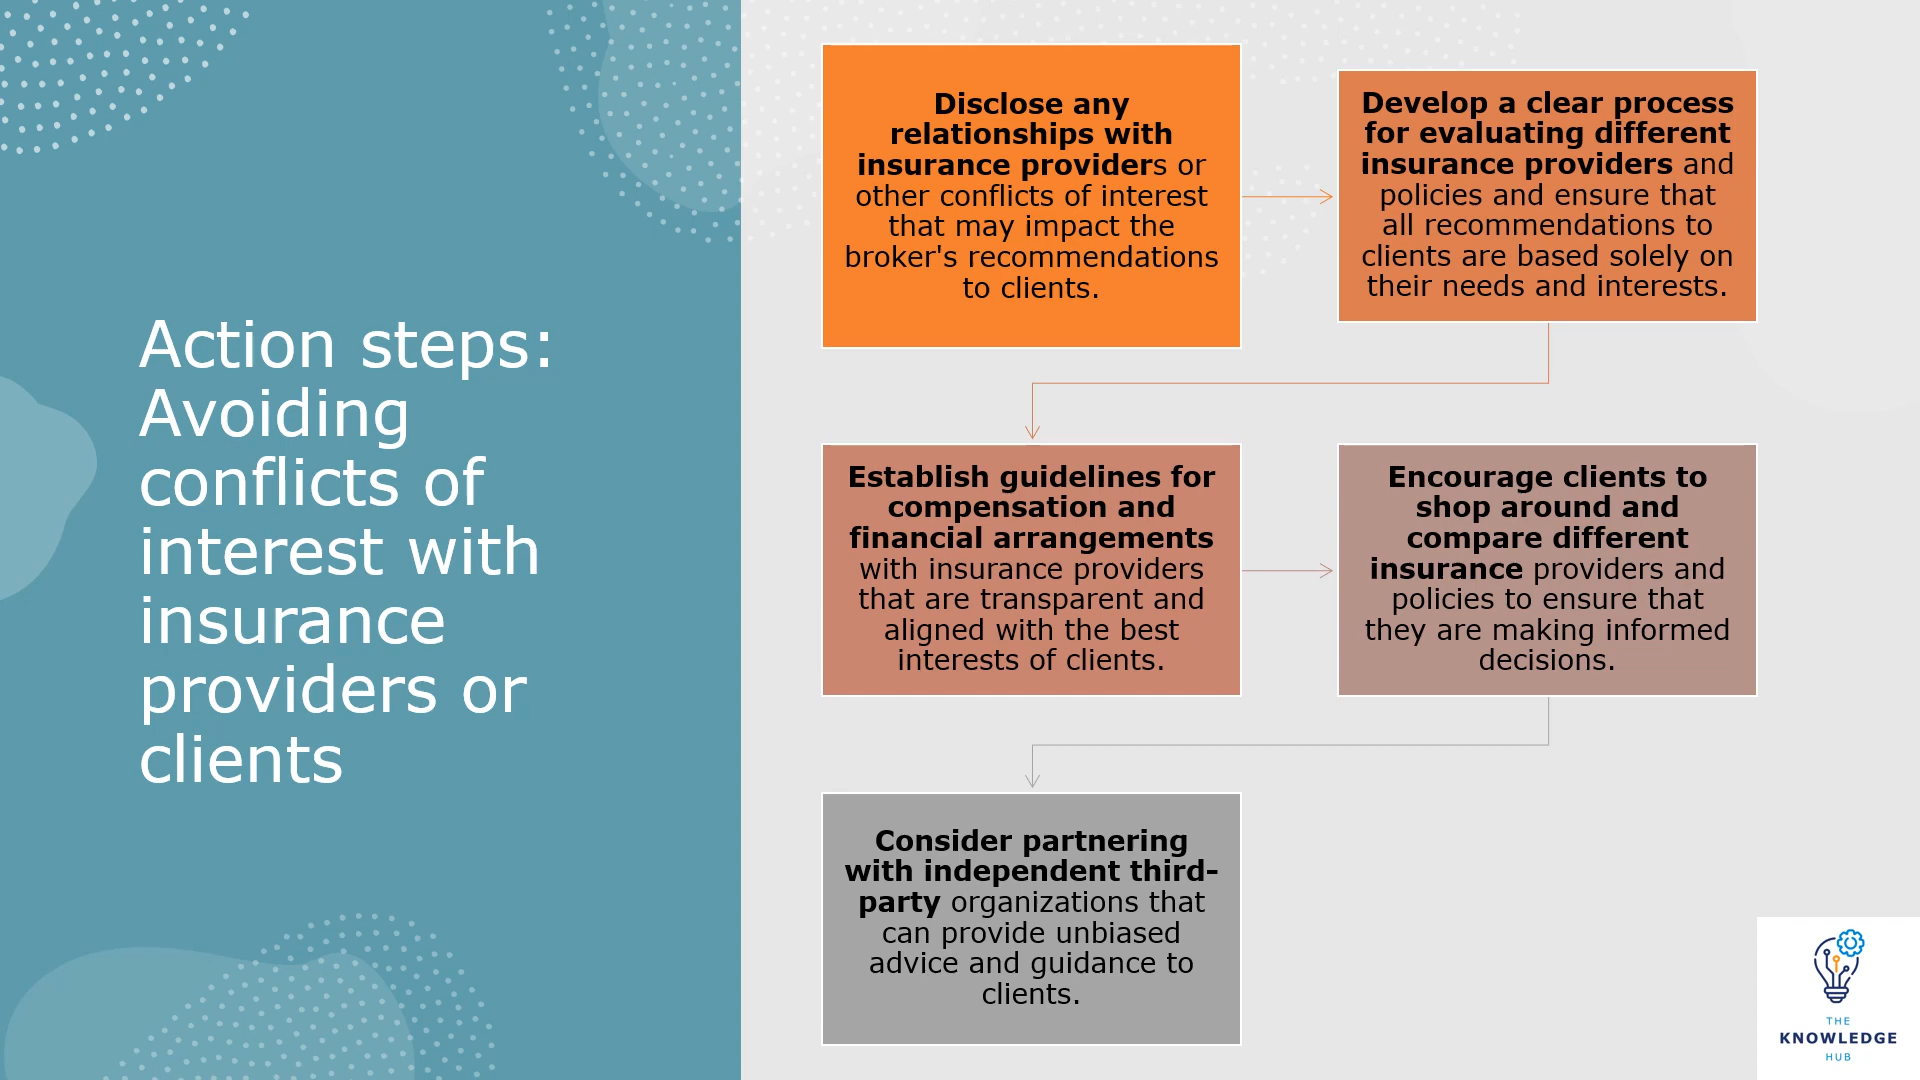 Action steps:
Avoiding
conflicts of
interest with
insurance
providers or
clients
Disclose any
relationships with
insurance providers or
other conflicts of interest
that may impact the
broker's recommendations
to clients.
Develop a clear process
for evaluating different
insurance providers and
policies and ensure that
all recommendations to
clients are based solely on
their needs and interests.
Establish guidelines for
compensation and
financial arrangements
with insurance providers
that are transparent and
aligned with the best
interests of clients.
Encourage clients to
shop around and
compare different
insurance providers and
policies to ensure that
they are making informed
decisions.
Consider partnering
with independent third-
party organizations that
can provide unbiased
advice and guidance to
clients.
THE
KNOWLEDGE
HUB